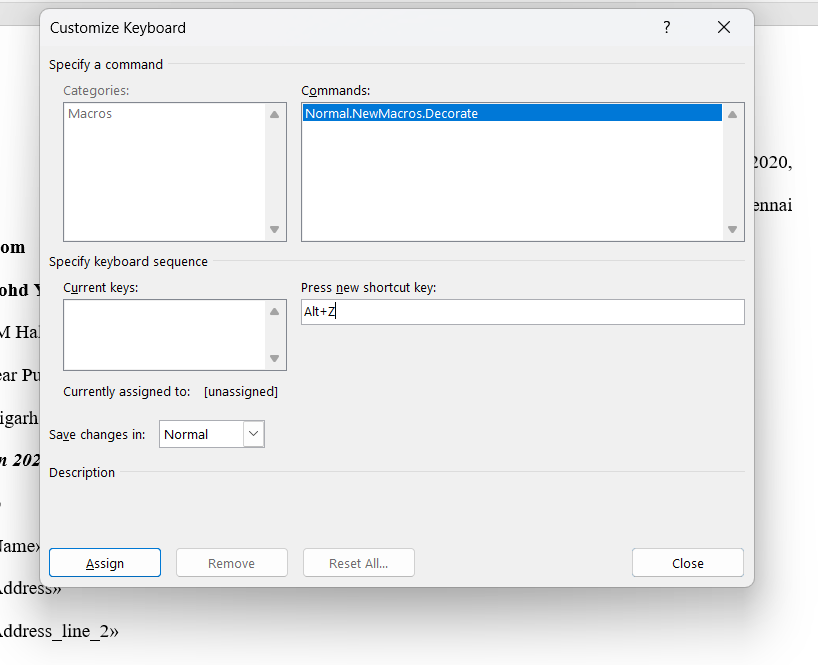 Customize Keyboard ?
Specify a command
Categories:
Macros
Commands:
Normal.NewMacros.Decorate
Specify keyboard sequence
Current keys:
Press new shortcut key:
Alt+Z
Currently assigned to: [unassigned]
Save changes in: Normal
Description
Assign Remove Reset All... Close
2020,
ennai
om
ohd
M Hal
ear Pu
igarh
n 202
Name»
Address»
Address_line_2»